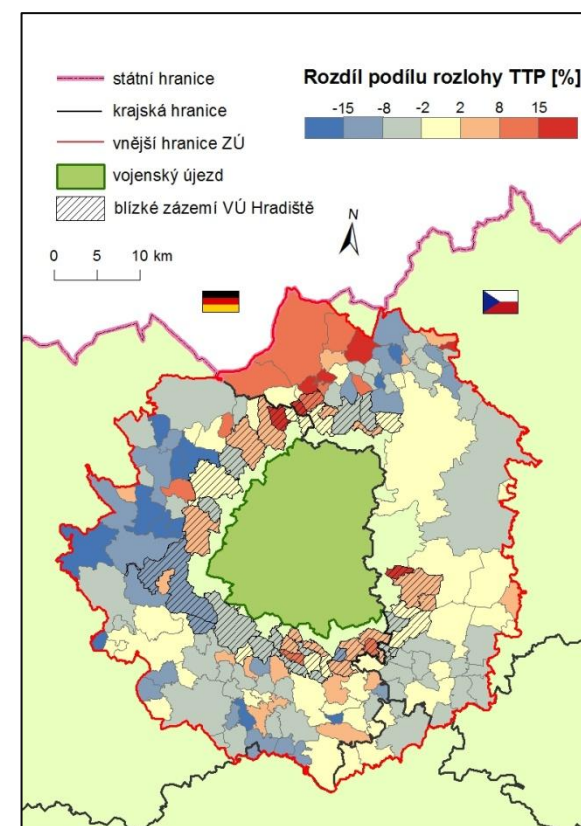 státní hranice
krajská hranice
vnější hranice ZÚ
vojenský újezd
blízké zázemí VÚ Hradiště
Rozdíl podílu rozlohy TTP [%]
-15 -8 -2 2 8 15
0 5 10 km
N